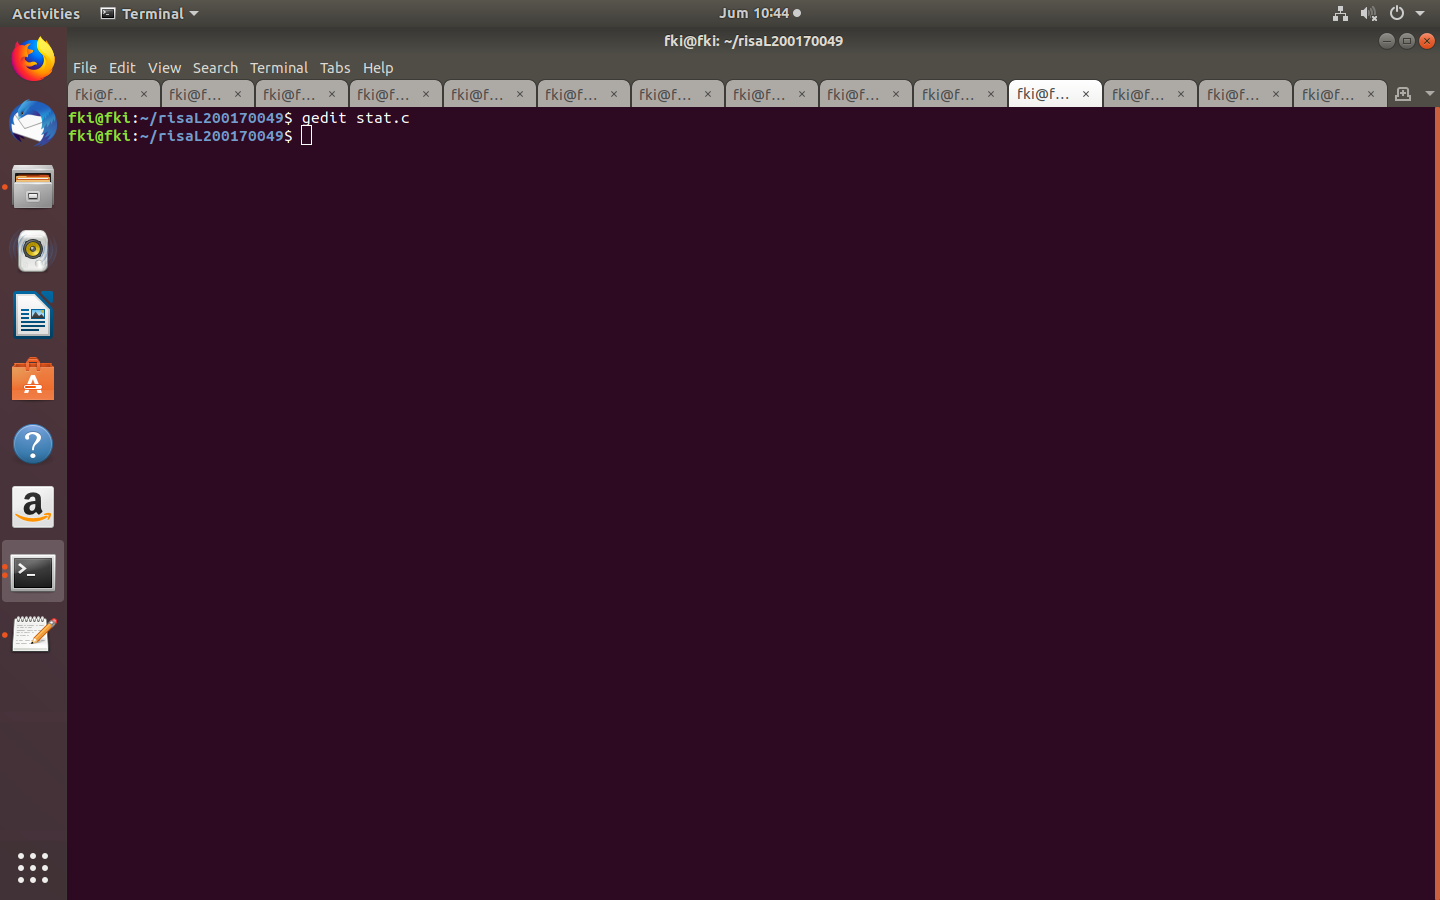 Activities Terminal Jum 10:44
fki@fki: ~/risaL200170049
File Edit View Search Terminal Tabs Help
fki@f... fki@f... fki@f... fki@f... fki@f... fki@f... fki@f... fki@f... fki@f... fki@f... fki@f... fki@f... fki@f... fki@f...
fki@fki:~/risaL200170049$ gedit stat.c
fki@fki:~/risaL200170049$